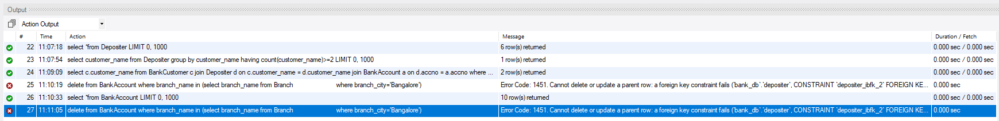 Output
Action Output
# Time Action Message Duration / Fetch
22 11:07:18 select *from Depositer LIMIT 0, 1000 6 row(s) returned 0.000 sec / 0.000 sec
23 11:07:54 select customer_name from Depositer group by customer_name having count(customer_name)>=2 LIMIT 0, 1000 1 row(s) returned 0.000 sec / 0.000 sec
24 11:09:09 select c.customer_name from BankCustomer c join Depositer d on c.customer_name = d.customer_name join BankAccount a on d.accno = a.accno where ... 2 row(s) returned 0.000 sec / 0.000 sec
25 11:10:19 delete from BankAccount where branch_name in (select branch_name from Branch where branch_city='Bangalore') Error Code: 1451. Cannot delete or update a parent row: a foreign key constraint fails (`bank_db`.`depositer`, CONSTRAINT `depositer_ibfk_2` FOREIGN KE... 0.000 sec
26 11:10:33 select *from BankAccount LIMIT 0, 1000 10 row(s) returned 0.000 sec / 0.000 sec
27 11:11:05 delete from BankAccount where branch_name in (select branch_name from Branch where branch_city='Bangalore') Error Code: 1451. Cannot delete or update a parent row: a foreign key constraint fails (`bank_db`.`depositer`, CONSTRAINT `depositer_ibfk_2` FOREIGN KE... 0.000 sec